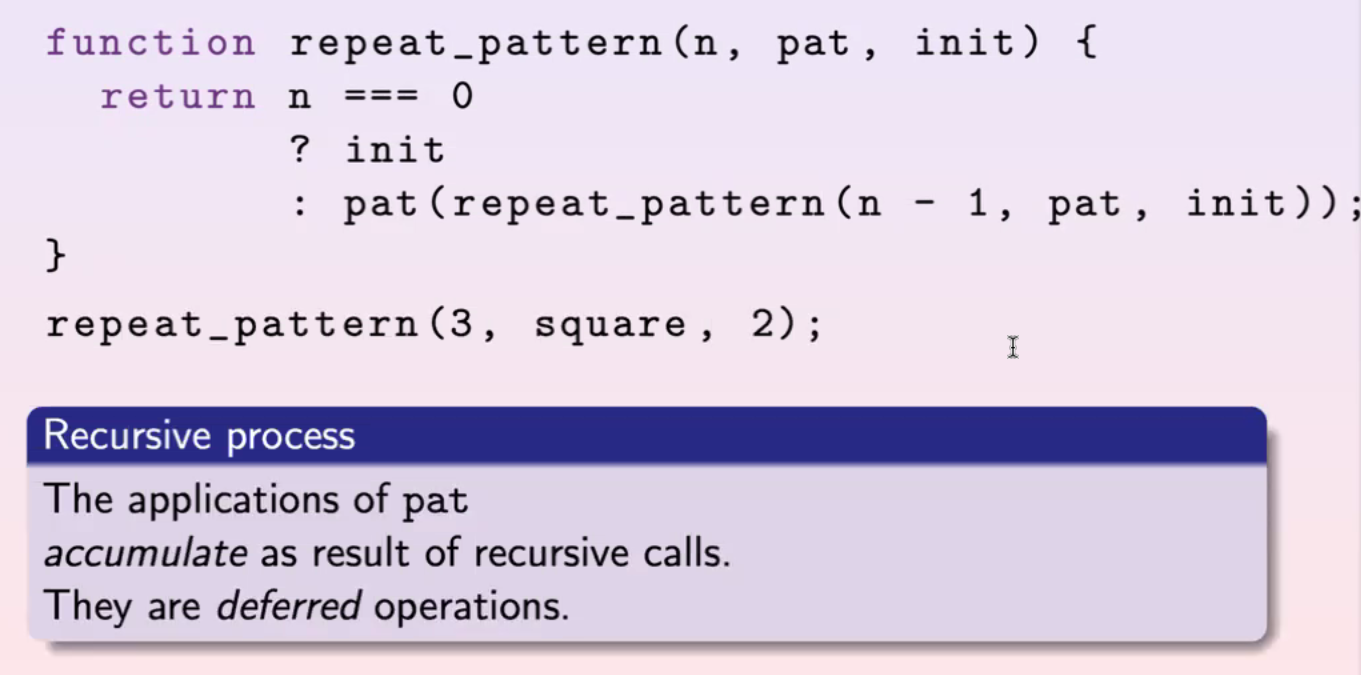 function repeat_pattern(n, pat, init) {
  return n === 0
         ? init
         : pat(repeat_pattern(n - 1, pat, init));
}
repeat_pattern(3, square, 2);
Recursive process
The applications of pat
accumulate as result of recursive calls.
They are deferred operations.